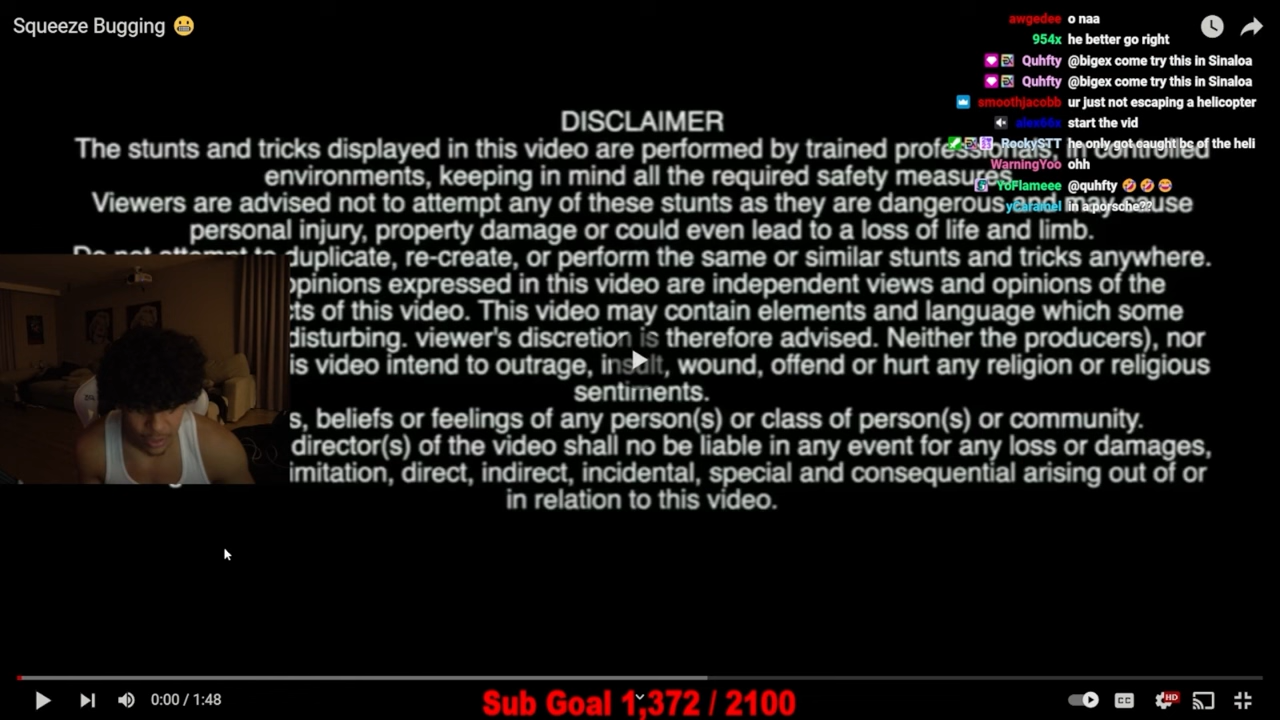 Squeeze Bugging 😬
awgedee o naa
954x he better go right
Quhfty @bigex come try this in Sinaloa
Quhfty @bigex come try this in Sinaloa
smoothjacobb ur just not escaping a helicopter
start the vid
RockySTT he only got caught bc of the heli
WarningYoo ohh
YoFlameee @quhfty 🤣 🤣 😂
yCaramel in a porsche??
DISCLAIMER
The stunts and tricks displayed in this video are performed by trained professionals, in controlled
environments, keeping in mind all the required safety measures
Viewers are advised not to attempt any of these stunts as they are dangerous and may cause
personal injury, property damage or could even lead to a loss of life and limb.
Do not attempt to duplicate, re-create, or perform the same or similar stunts and tricks anywhere.
opinions expressed in this video are independent views and opinions of the
of this video. This video may contain elements and language which some
disturbing. viewer's discretion is therefore advised. Neither the producers), nor
video intend to outrage, insult, wound, offend or hurt any religion or religious
sentiments.
beliefs or feelings of any person(s) or class of person(s) or community.
director(s) of the video shall no be liable in any event for any loss or damages,
direct, indirect, incidental, special and consequential arising out of or
in relation to this video.
0:00 / 1:48
Sub Goal 1,372 / 2100
CC
HD